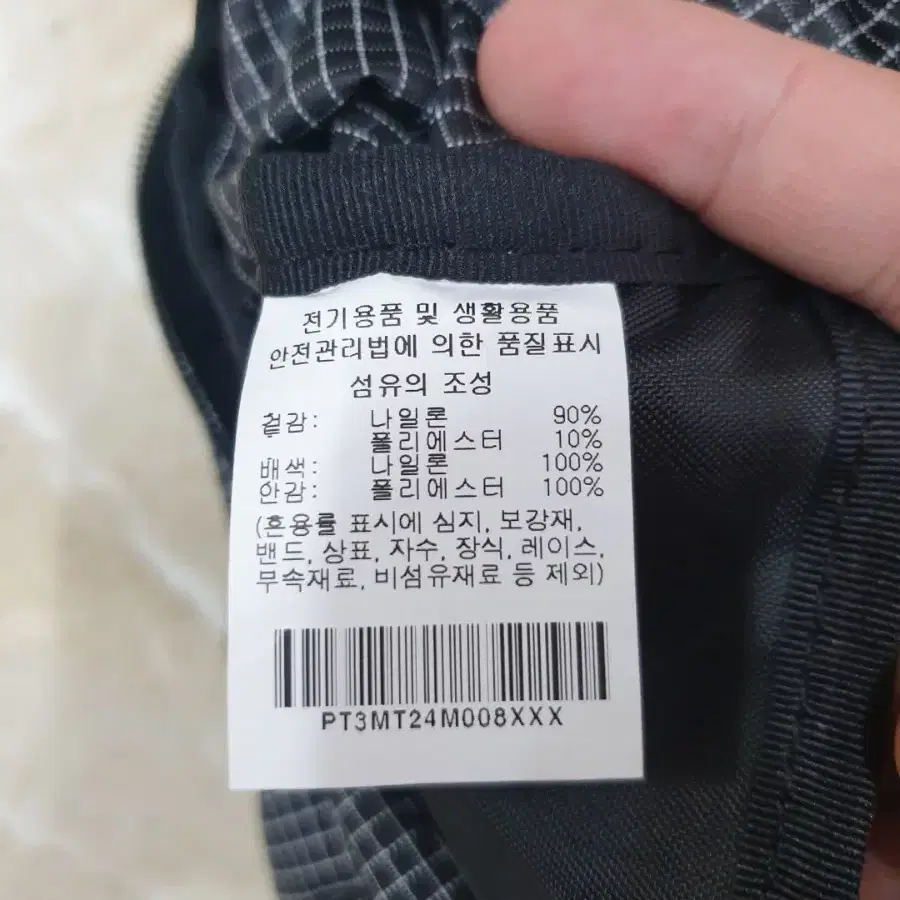 전기용품 및 생활용품
안전관리법에 의한 품질표시
섬유의 조성
겉감: 나일론 90%
폴리에스터 10%
배색: 나일론 100%
안감: 폴리에스터 100%
(혼용률 표시에 심지, 보강재,
밴드, 상표, 자수, 장식, 레이스,
부속재료, 비섬유재료 등 제외)
PT3MT24M008XXX